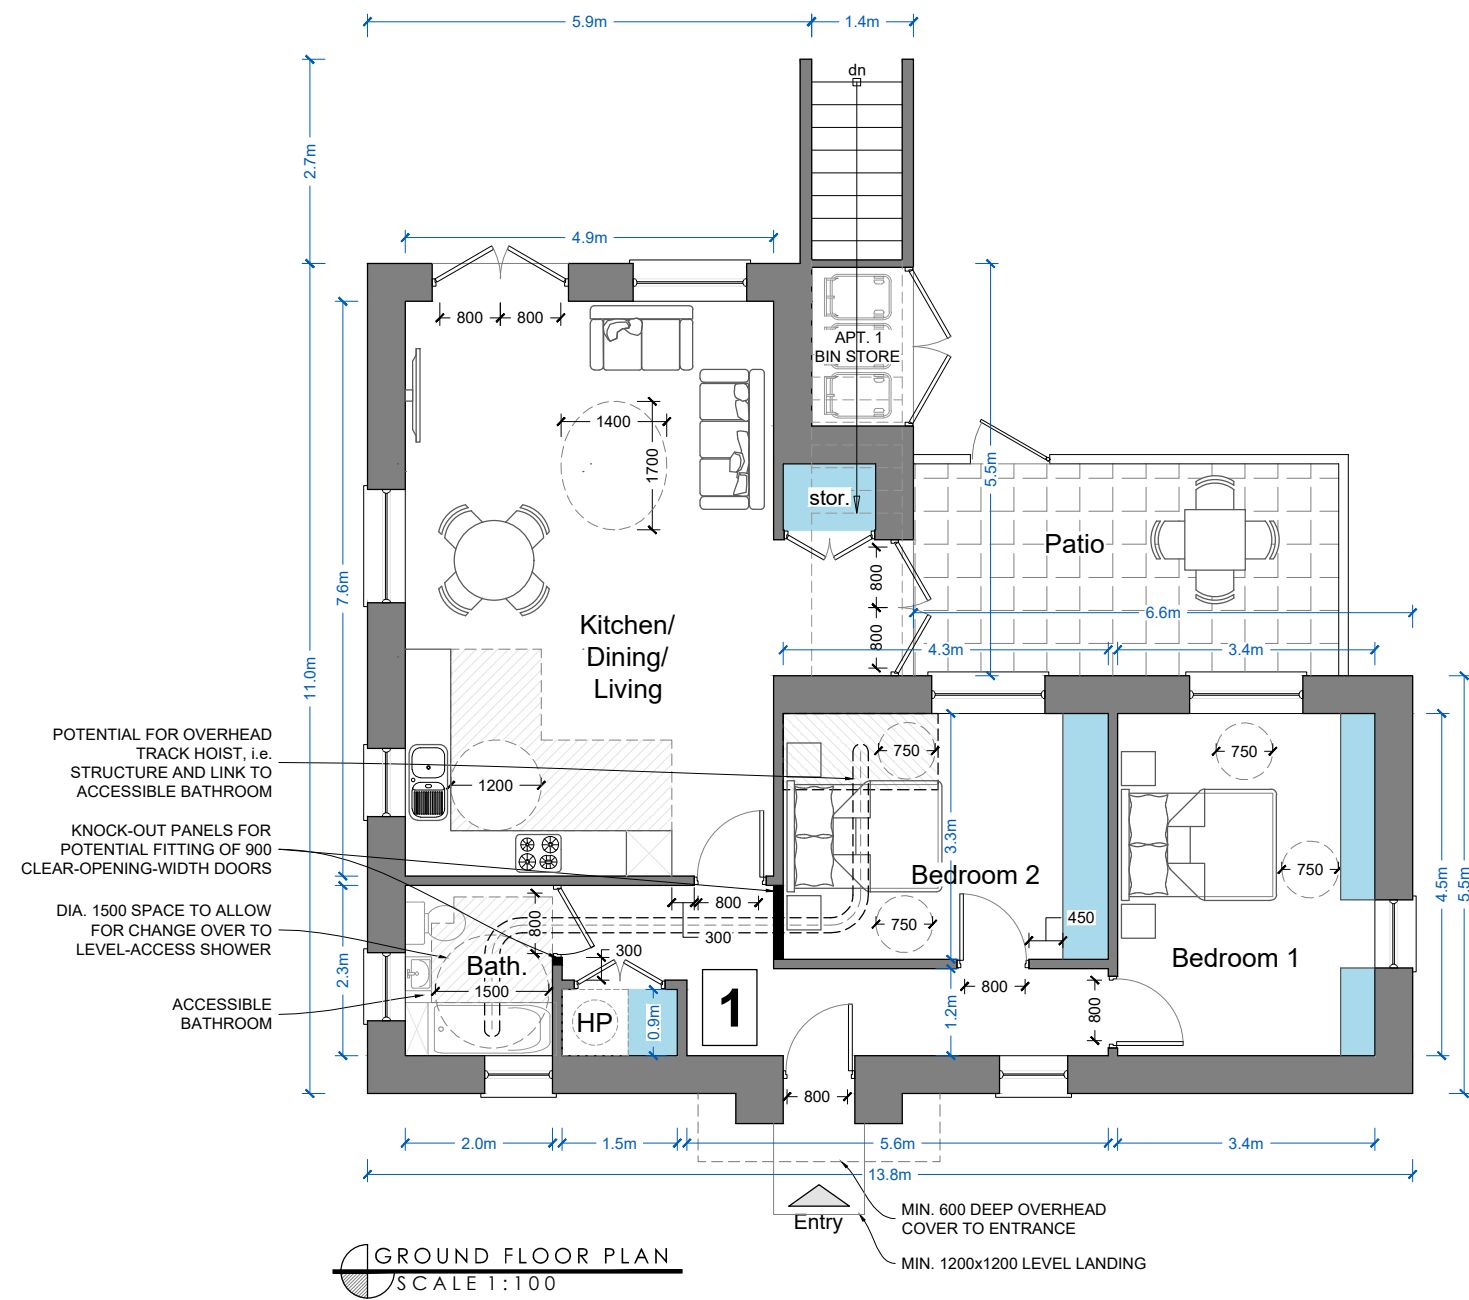 5.9m
1.4m
dn
2.7m
4.9m
800
800
APT. 1
BIN STORE
1400
1700
5.5m
stor.
Patio
800
800
6.6m
7.6m
11.0m
Kitchen/
Dining/
Living
4.3m
3.4m
POTENTIAL FOR OVERHEAD
TRACK HOIST, i.e.
STRUCTURE AND LINK TO
ACCESSIBLE BATHROOM
1200
750
750
KNOCK-OUT PANELS FOR
POTENTIAL FITTING OF 900
CLEAR-OPENING-WIDTH DOORS
3.3m
Bedroom 2
750
4.5m
5.5m
DIA. 1500 SPACE TO ALLOW
FOR CHANGE OVER TO
LEVEL-ACCESS SHOWER
800
800
300
300
750
450
Bedroom 1
2.3m
Bath.
1500
ACCESSIBLE
BATHROOM
HP
0.9m
1
1.2m
800
800
800
2.0m
1.5m
5.6m
3.4m
13.8m
Entry
MIN. 600 DEEP OVERHEAD
COVER TO ENTRANCE
MIN. 1200x1200 LEVEL LANDING
GROUND FLOOR PLAN
SCALE 1:100